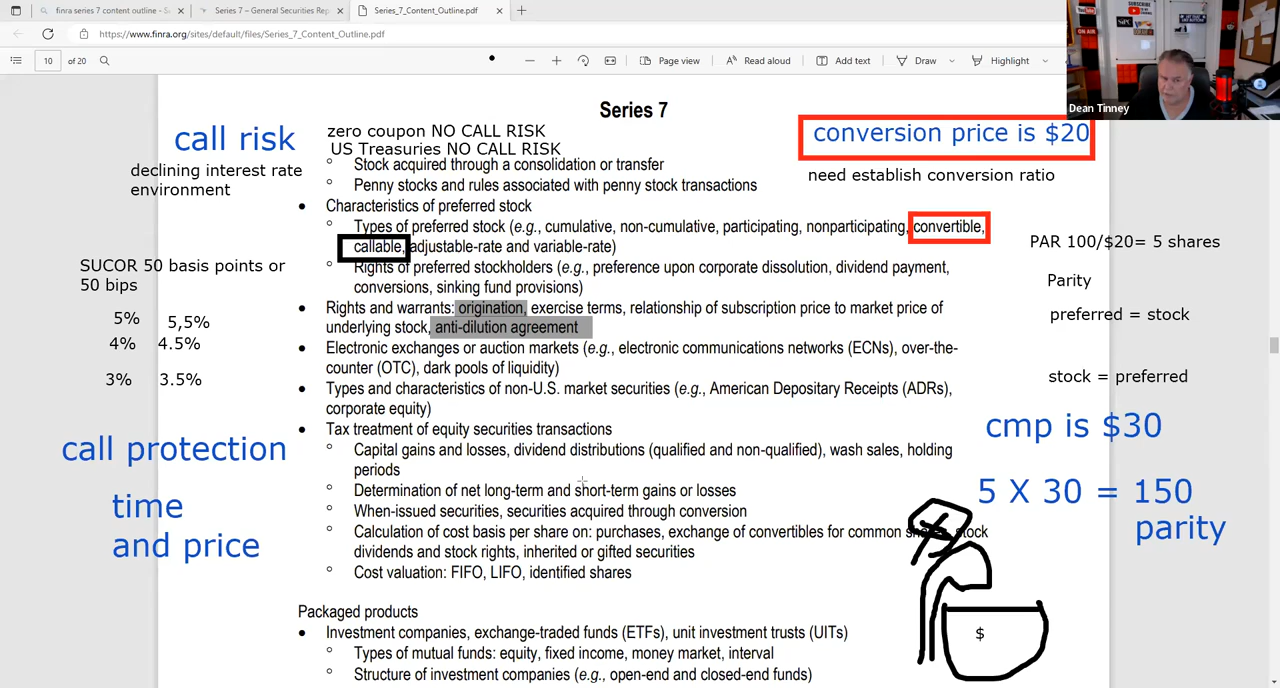 finra series 7 content outline - S
Series 7 – General Securities Rep
Series_7_Content_Outline.pdf
https://www.finra.org/sites/default/files/Series_7_Content_Outline.pdf
10 of 20
Page view
Read aloud
Add text
Draw
Highlight
Dean Tinney
Series 7
call risk
zero coupon NO CALL RISK
US Treasuries NO CALL RISK
conversion price is $20
Stock acquired through a consolidation or transfer
declining interest rate
environment
need establish conversion ratio
Penny stocks and rules associated with penny stock transactions
Characteristics of preferred stock
Types of preferred stock (e.g., cumulative, non-cumulative, participating, nonparticipating, convertible,
callable, adjustable-rate and variable-rate)
PAR 100/$20= 5 shares
SUCOR 50 basis points or
50 bips
Rights of preferred stockholders (e.g., preference upon corporate dissolution, dividend payment,
conversions, sinking fund provisions)
Parity
Rights and warrants: origination, exercise terms, relationship of subscription price to market price of
underlying stock, anti-dilution agreement
preferred = stock
5% 5,5%
4% 4.5%
3% 3.5%
Electronic exchanges or auction markets (e.g., electronic communications networks (ECNs), over-the-
counter (OTC), dark pools of liquidity)
stock = preferred
Types and characteristics of non-U.S. market securities (e.g., American Depositary Receipts (ADRs),
corporate equity)
cmp is $30
Tax treatment of equity securities transactions
call protection
Capital gains and losses, dividend distributions (qualified and non-qualified), wash sales, holding
periods
Determination of net long-term and short-term gains or losses
5 X 30 = 150
parity
time
and price
When-issued securities, securities acquired through conversion
Calculation of cost basis per share on: purchases, exchange of convertibles for common shares, stock
dividends and stock rights, inherited or gifted securities
Cost valuation: FIFO, LIFO, identified shares
Packaged products
Investment companies, exchange-traded funds (ETFs), unit investment trusts (UITs)
$
Types of mutual funds: equity, fixed income, money market, interval
Structure of investment companies (e.g., open-end and closed-end funds)